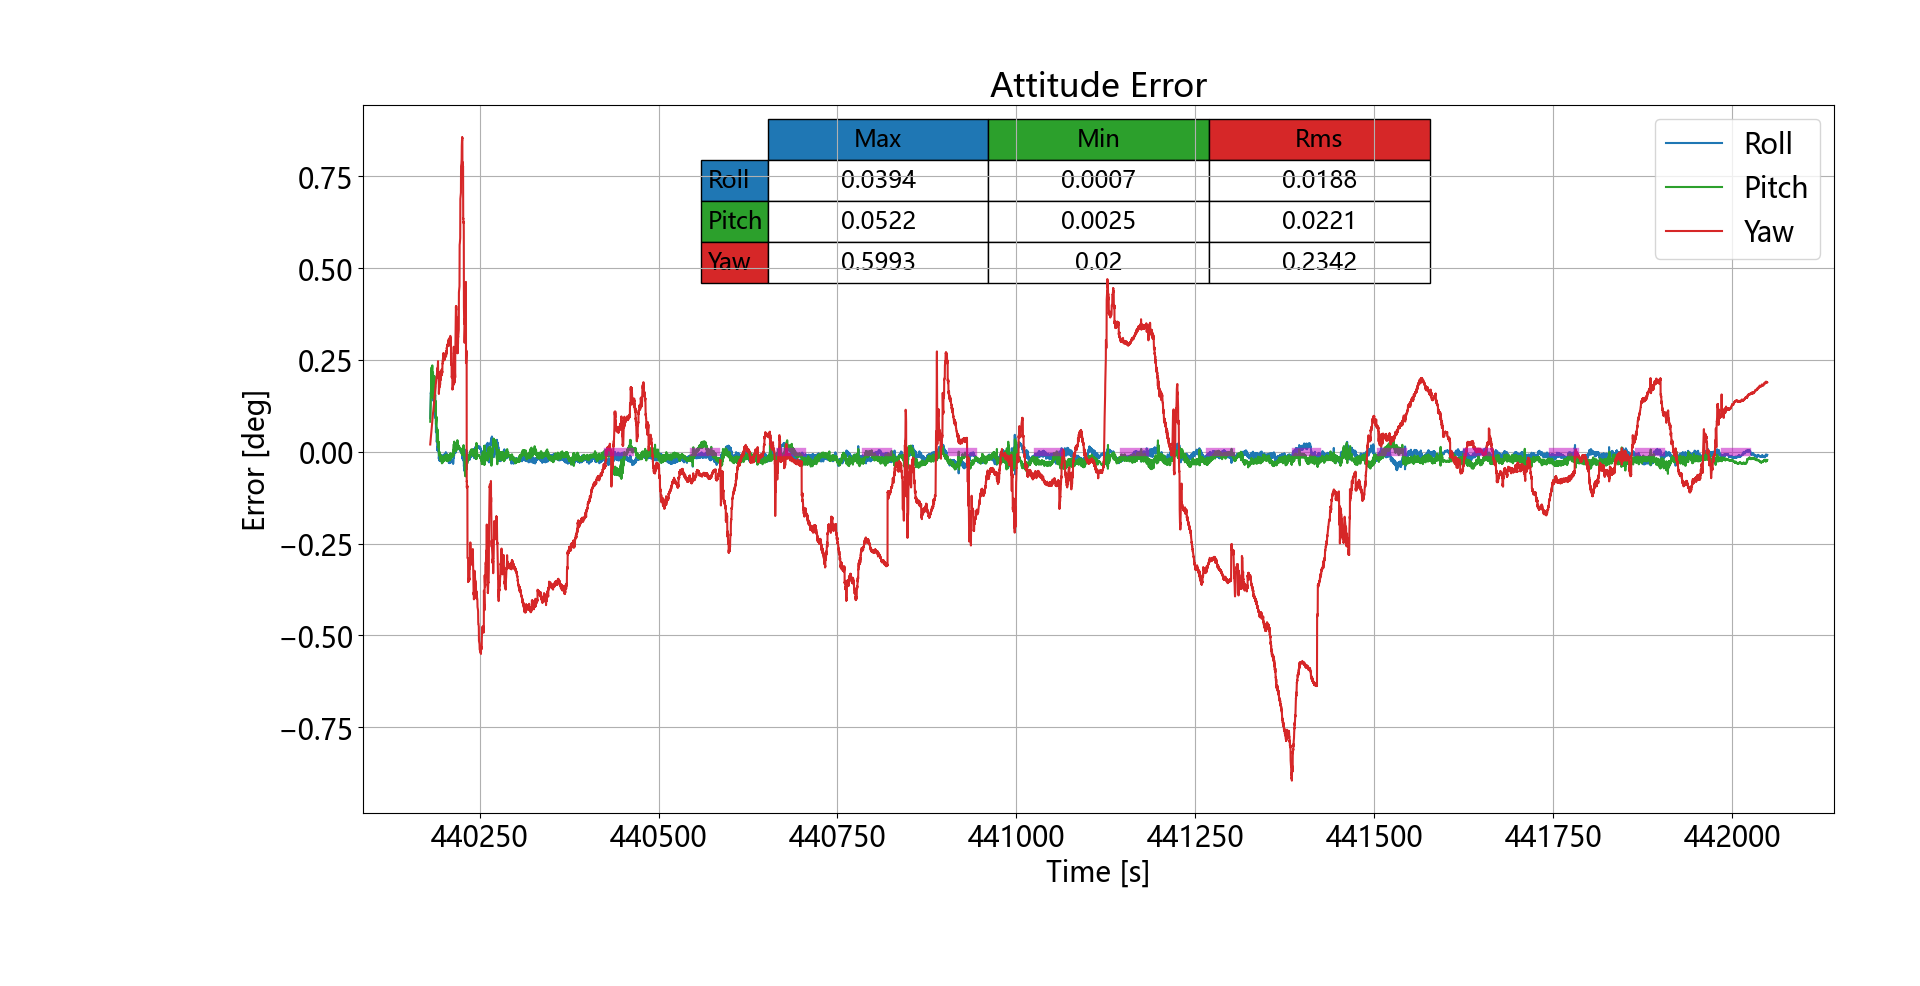 Attitude Error
Max Min Rms
Roll 0.0394 0.0007 0.0188
Pitch 0.0522 0.0025 0.0221
Yaw 0.5993 0.02 0.2342
Roll
Pitch
Yaw
Error [deg]
0.75
0.50
0.25
0.00
−0.25
−0.50
−0.75
440250 440500 440750 441000 441250 441500 441750 442000
Time [s]